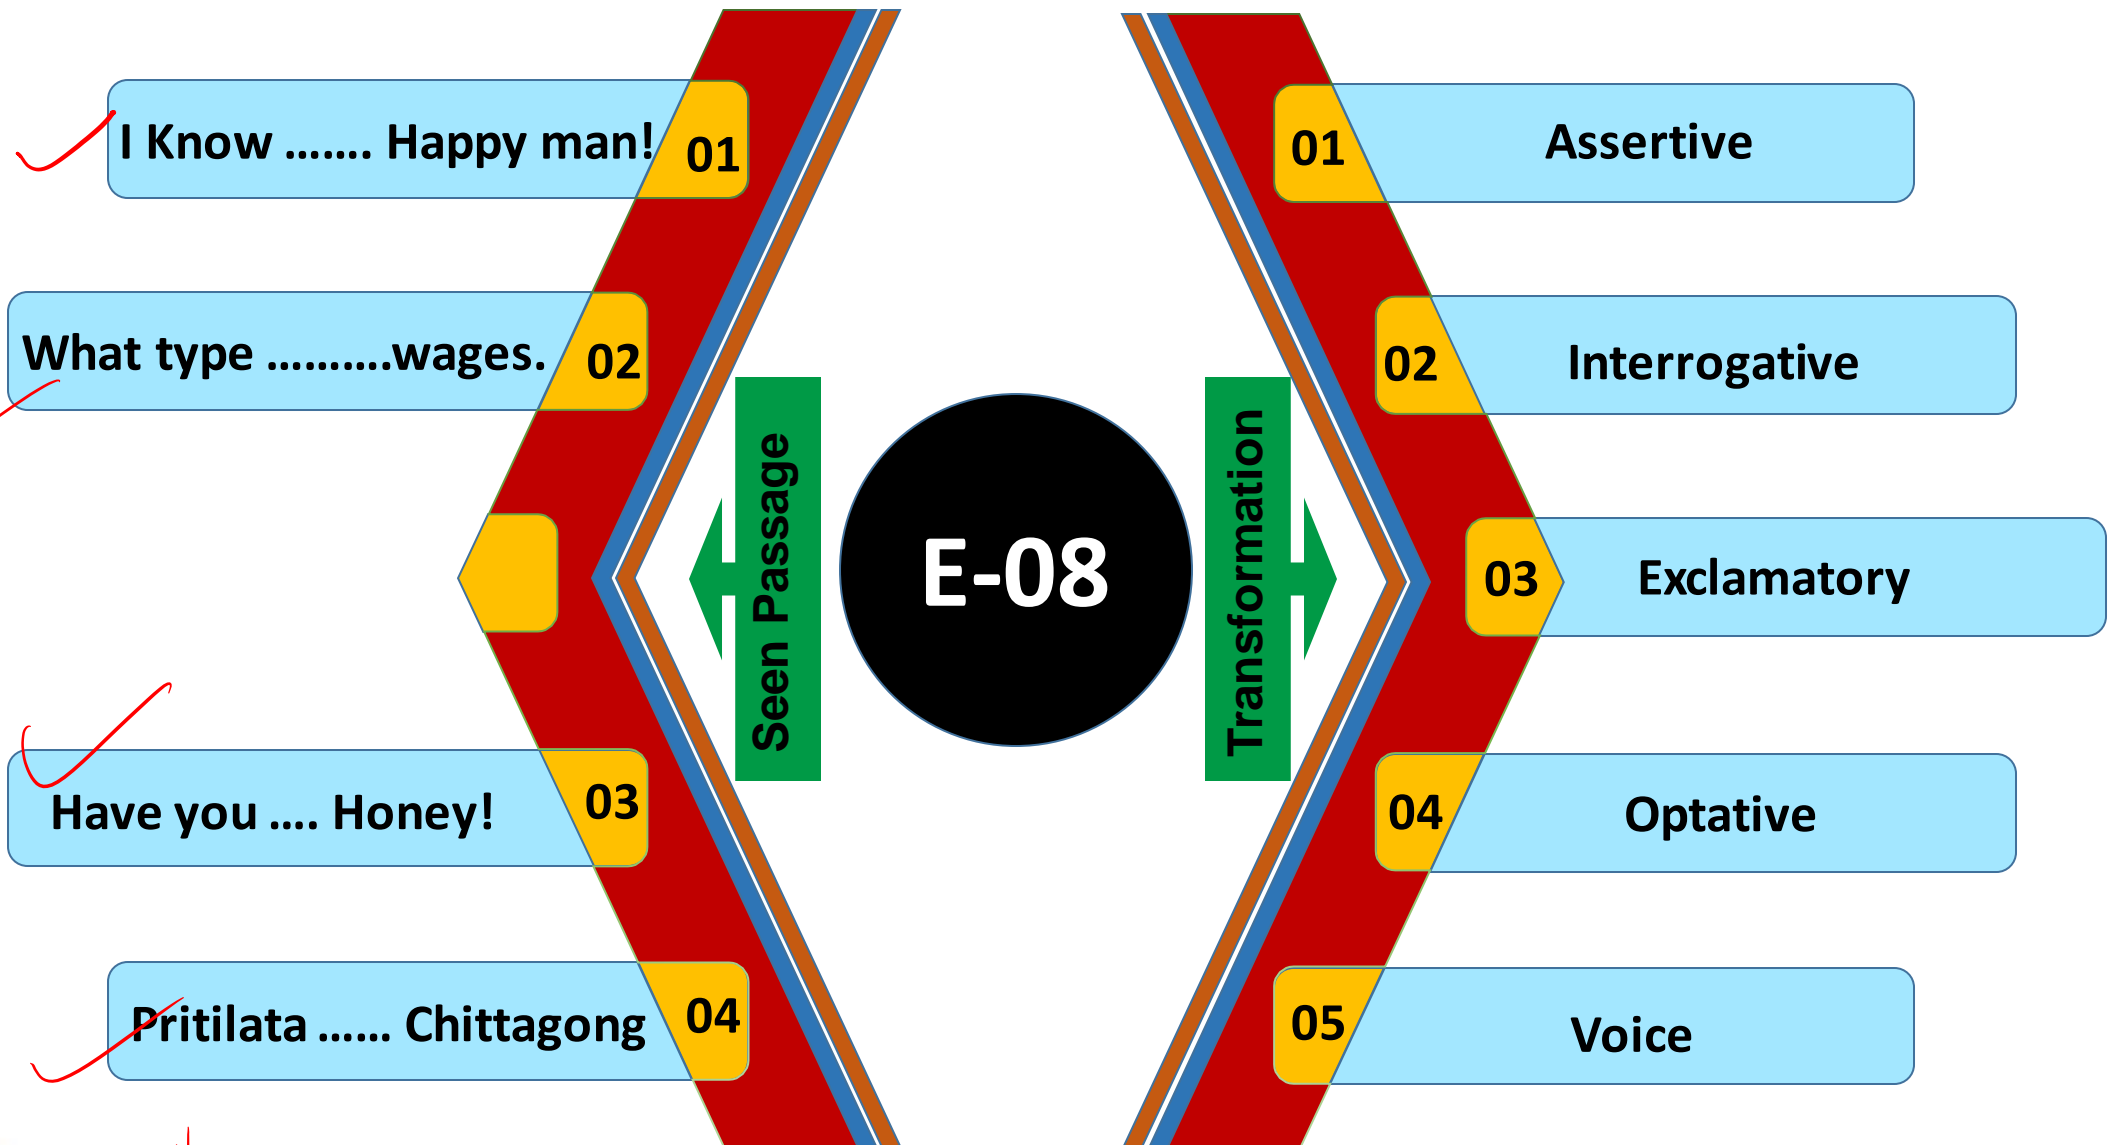 I Know ....... Happy man!
01
What type ..........wages.
02
Have you .... Honey!
03
Pritilata ...... Chittagong
04
Seen Passage
E-08
Transformation
01
Assertive
02
Interrogative
03
Exclamatory
04
Optative
05
Voice